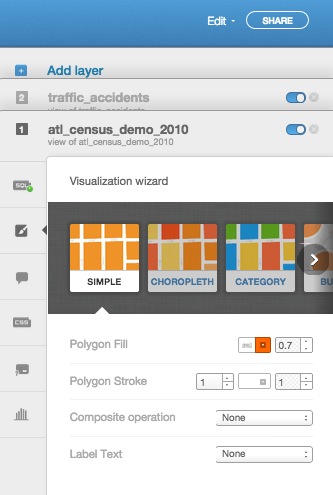 Edit
SHARE
Add layer
2
traffic_accidents
view of traffic_accidents
1
atl_census_demo_2010
view of atl_census_demo_2010
SQL
Visualization wizard
SIMPLE
CHOROPLETH
CATEGORY
BU
Polygon Fill
0.7
Polygon Stroke
1
1
CSS
Composite operation
None
Label Text
None